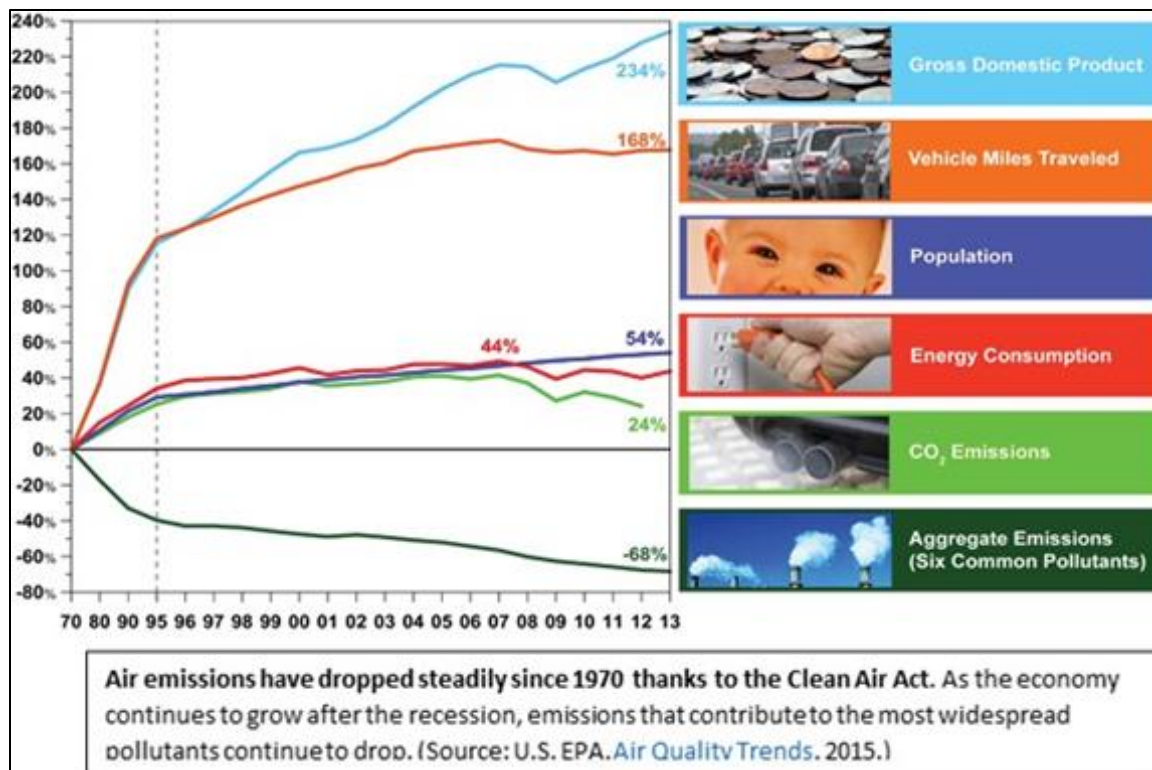 240%
220%
200%
180%
160%
140%
120%
100%
80%
60%
40%
20%
0%
-20%
-40%
-60%
-80%
234%
168%
54%
44%
24%
-68%
70 80 90 95 96 97 98 99 00 01 02 03 04 05 06 07 08 09 10 11 12 13
Gross Domestic Product
Vehicle Miles Traveled
Population
Energy Consumption
CO₂ Emissions
Aggregate Emissions
(Six Common Pollutants)
Air emissions have dropped steadily since 1970 thanks to the Clean Air Act. As the economy
continues to grow after the recession, emissions that contribute to the most widespread
pollutants continue to drop. (Source: U.S. EPA. Air Quality Trends. 2015.)